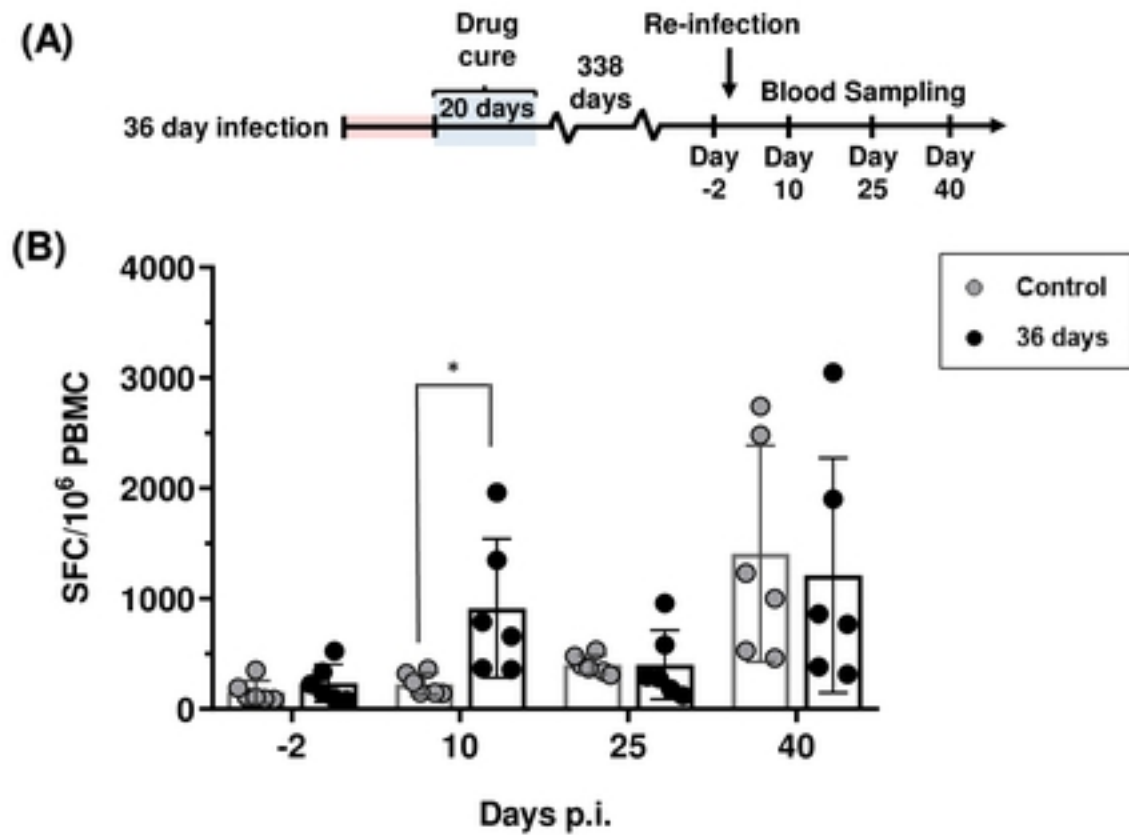 (A)
Drug
cure
20 days
338
days
Re-infection
Blood Sampling
36 day infection
Day
-2
Day
10
Day
25
Day
40
(B)
4000
3000
2000
1000
0
SFC/10⁶ PBMC
*
Control
36 days
-2
10
25
40
Days p.i.